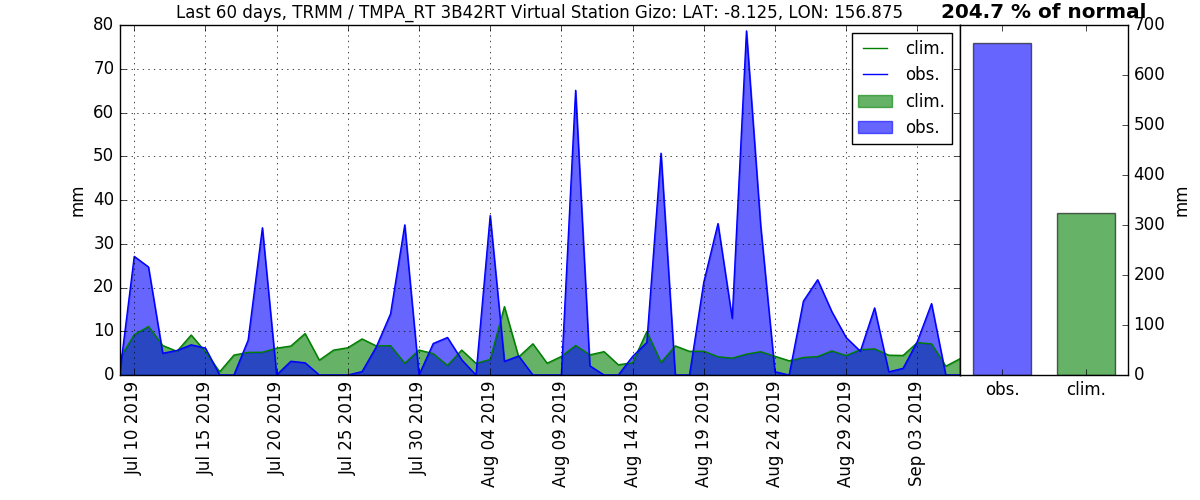 Last 60 days, TRMM / TMPA_RT 3B42RT Virtual Station Gizo: LAT: -8.125, LON: 156.875
204.7 % of normal
80
70
60
50
40
30
20
10
0
mm
clim.
obs.
clim.
obs.
Jul 10 2019
Jul 15 2019
Jul 20 2019
Jul 25 2019
Jul 30 2019
Aug 04 2019
Aug 09 2019
Aug 14 2019
Aug 19 2019
Aug 24 2019
Aug 29 2019
Sep 03 2019
700
600
500
400
300
200
100
0
mm
obs.
clim.